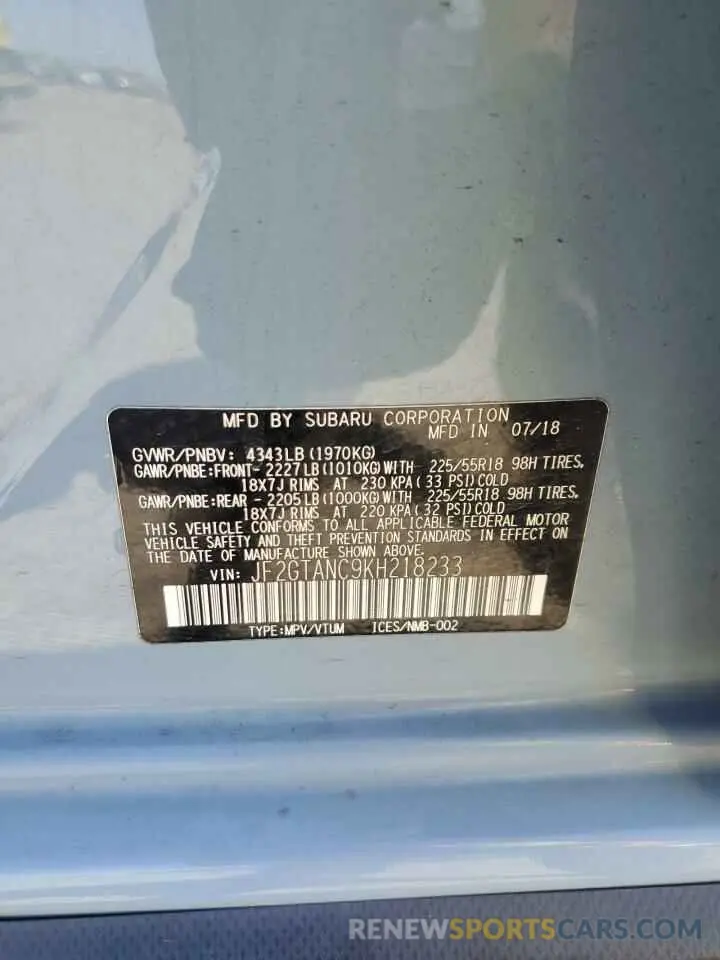 MFD BY SUBARU CORPORATION
MFD IN 07/18
GVWR/PNBV: 4343LB(1970KG)
GAWR/PNBE:FRONT- 2227LB(1010KG)WITH 225/55R18 98H TIRES,
18X7J RIMS AT 230 KPA( 33 PSI)COLD
GAWR/PNBE:REAR - 2205LB(1000KG)WITH 225/55R18 98H TIRES,
18X7J RIMS AT 220 KPA( 32 PSI)COLD
THIS VEHICLE CONFORMS TO ALL APPLICABLE FEDERAL MOTOR
VEHICLE SAFETY AND THEFT PREVENTION STANDARDS IN EFFECT ON
THE DATE OF MANUFACTURE SHOWN ABOVE.
VIN: JF2GTANC9KH218233
TYPE:MPV/VTUM ICES/NMB-002
RENEWSPORTSCARS.COM